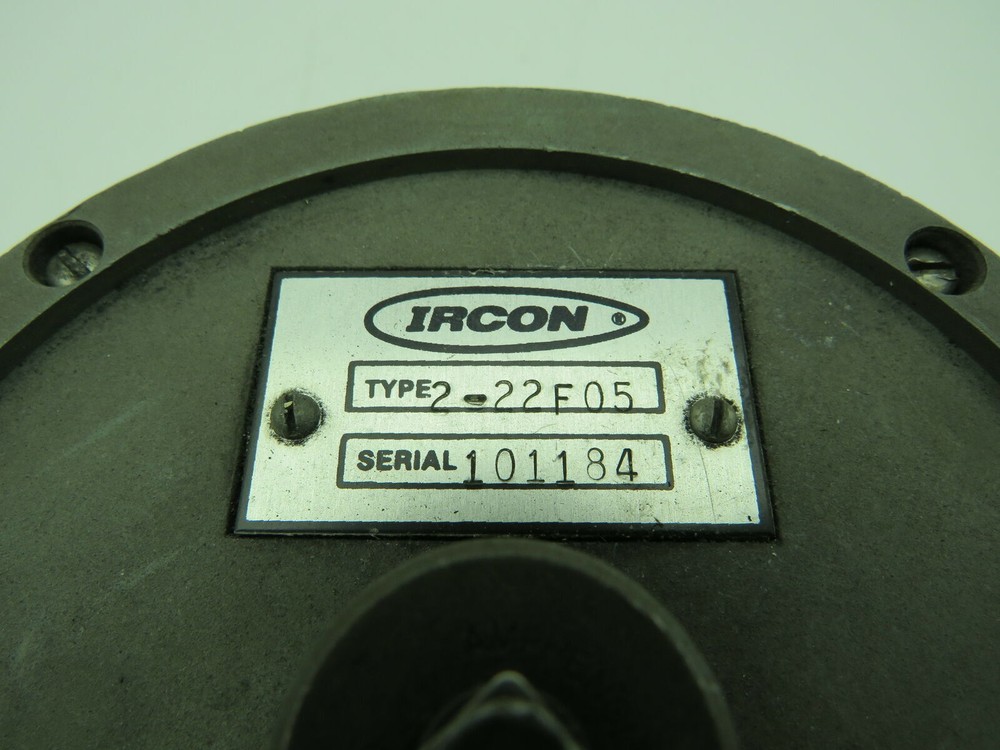 IRCON ®
TYPE 2-22F05
SERIAL 101184